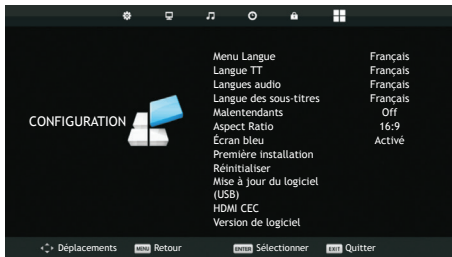 CONFIGURATION
Menu Langue Français
Langue TT Français
Langues audio Français
Langue des sous-titres Français
Malentendants Off
Aspect Ratio 16:9
Écran bleu Activé
Première installation
Réinitialiser
Mise à jour du logiciel
(USB)
HDMI CEC
Version de logiciel
Déplacements MENU Retour ENTER Sélectionner EXIT Quitter